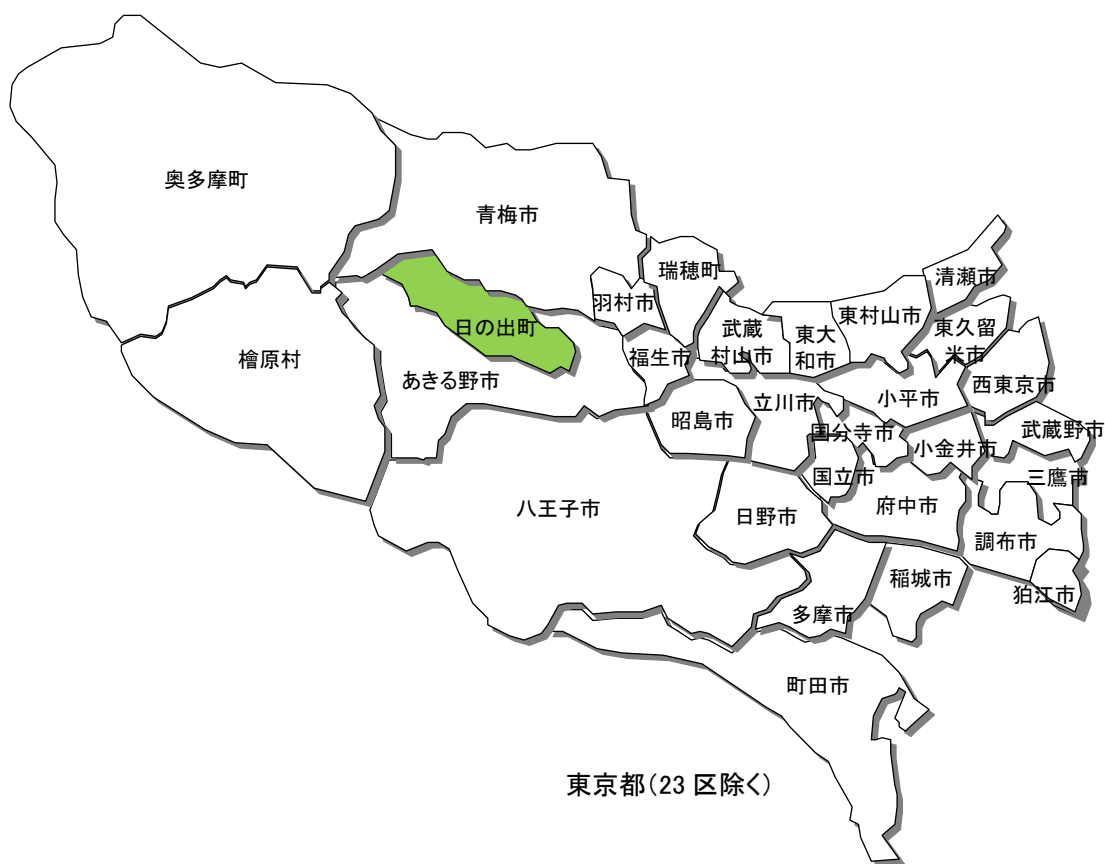 奥多摩町
青梅市
瑞穂町
清瀬市
羽村市
東村山市
日の出町
武蔵
村山市
東大
和市
東久留
米市
檜原村
あきる野市
福生市
西東京市
立川市
小平市
昭島市
国分寺市
武蔵野市
小金井市
国立市
三鷹市
八王子市
日野市
府中市
調布市
稲城市
狛江市
多摩市
町田市
東京都(23 区除く)